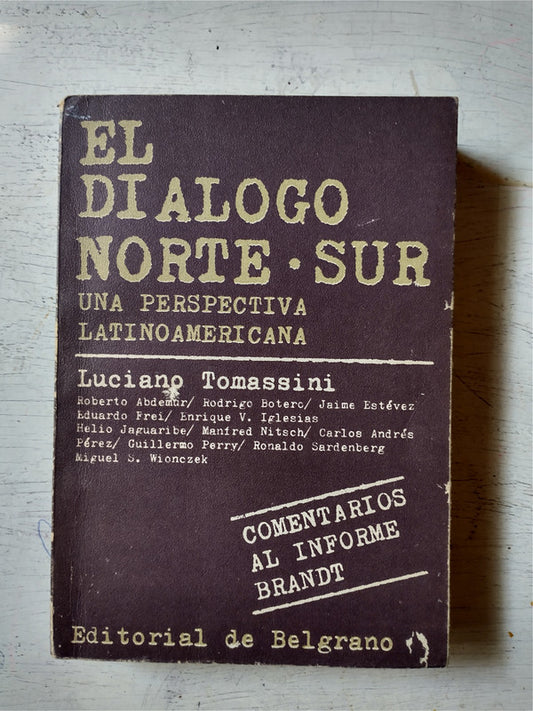 EL
DIALOGO
NORTE · SUR
UNA PERSPECTIVA
LATINOAMERICANA
Luciano Tomassini
Roberto Abdemur/ Rodrigo Botero/ Jaime Estévez
Eduardo Frei/ Enrique V. Iglesias
Helio Jaguaribe/ Manfred Nitsch/ Carlos Andrés
Pérez/ Guillermo Perry/ Ronaldo Sardenberg
Miguel S. Wionczek
COMENTARIOS
AL INFORME
BRANDT
Editorial de Belgrano